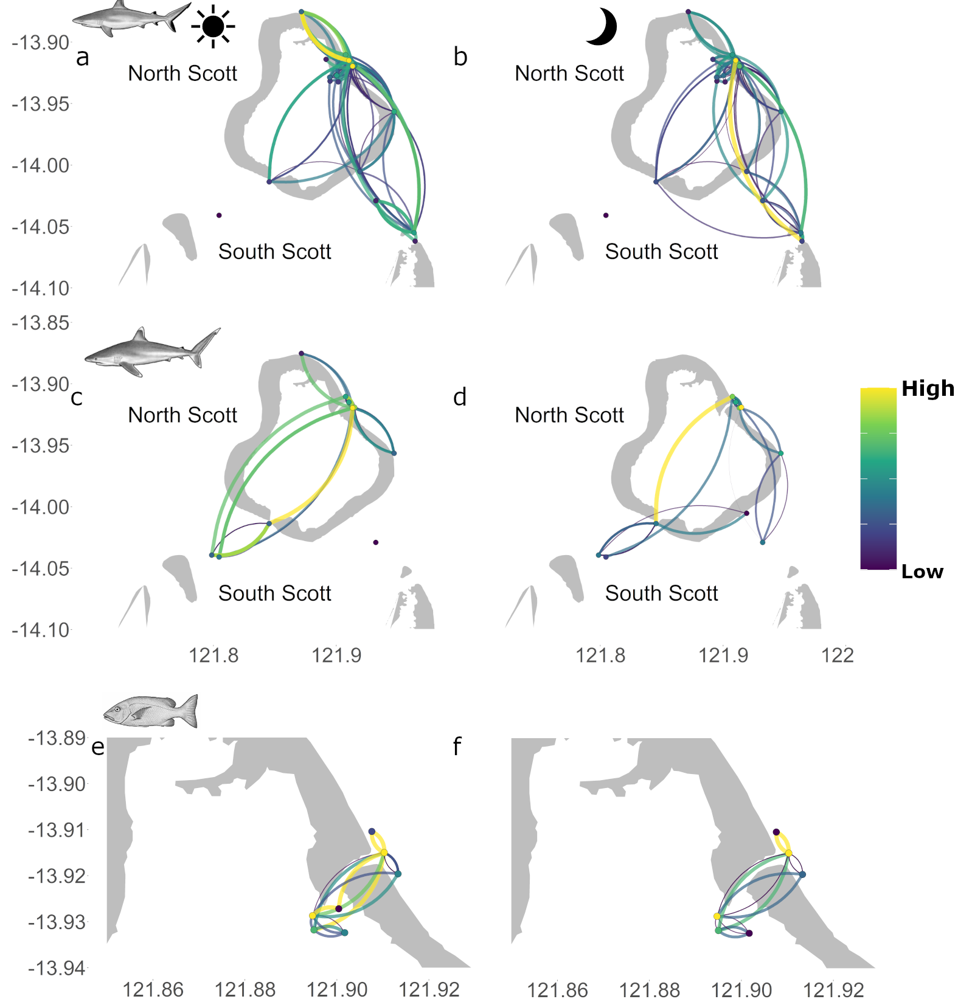 -13.90
a
b
North Scott
North Scott
-13.95
-14.00
-14.05
South Scott
South Scott
-14.10
-13.85
-13.90
c
d
High
North Scott
North Scott
-13.95
-14.00
-14.05
Low
South Scott
South Scott
-14.10
121.8
121.9
121.8
121.9
122
-13.89
e
f
-13.90
-13.91
-13.92
-13.93
-13.94
121.86
121.88
121.90
121.92
121.86
121.88
121.90
121.92